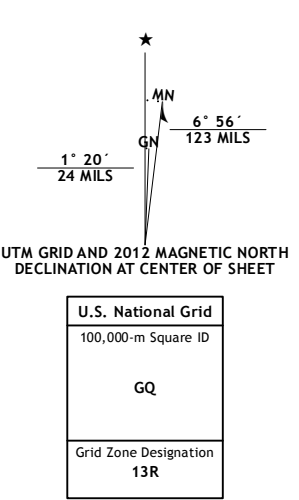 ★
MN
GN
6° 56´
123 MILS
1° 20´
24 MILS
UTM GRID AND 2012 MAGNETIC NORTH
DECLINATION AT CENTER OF SHEET
U.S. National Grid
100,000-m Square ID
GQ
Grid Zone Designation
13R